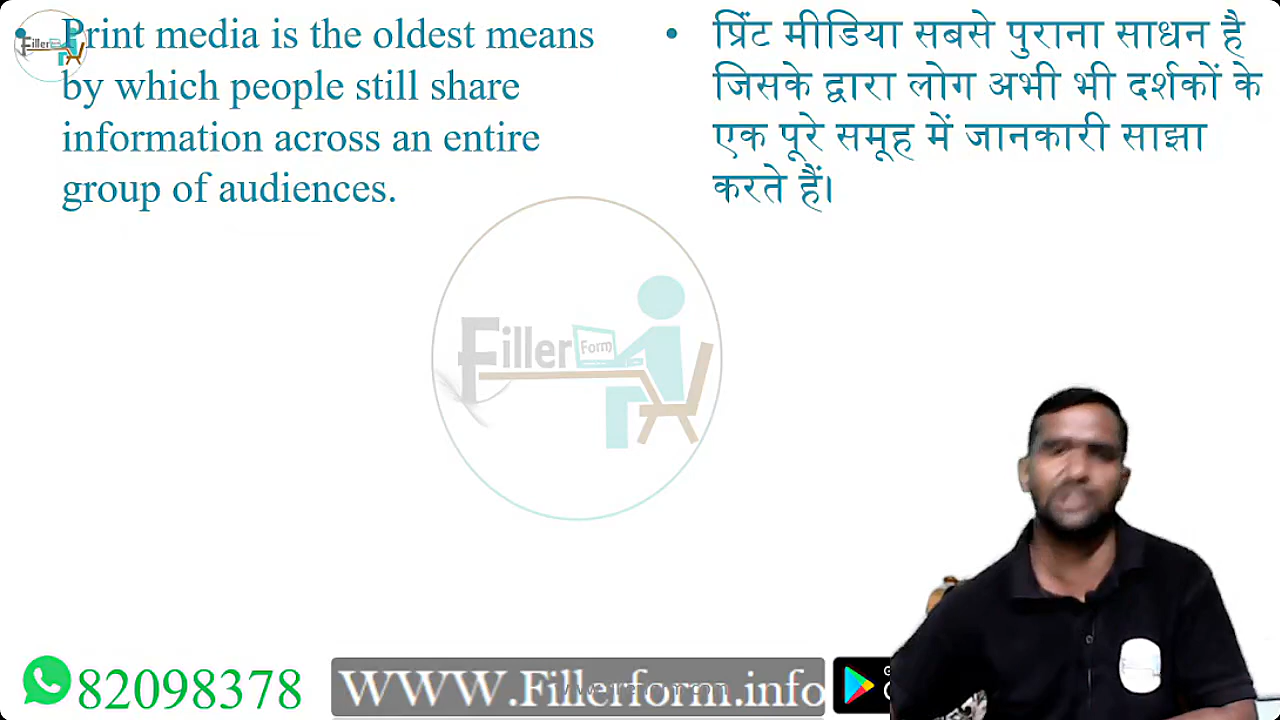 Print media is the oldest means
by which people still share
information across an entire
group of audiences.
प्रिंट मीडिया सबसे पुराना साधन है
जिसके द्वारा लोग अभी भी दर्शकों के
एक पूरे समूह में जानकारी साझा
करते हैं।
Filler
Filler Form
82098378
WWW.Fillerform.info